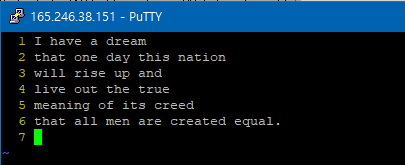 165.246.38.151 - PuTTY
1 I have a dream
2 that one day this nation
3 will rise up and
4 live out the true
5 meaning of its creed
6 that all men are created equal.
7
~